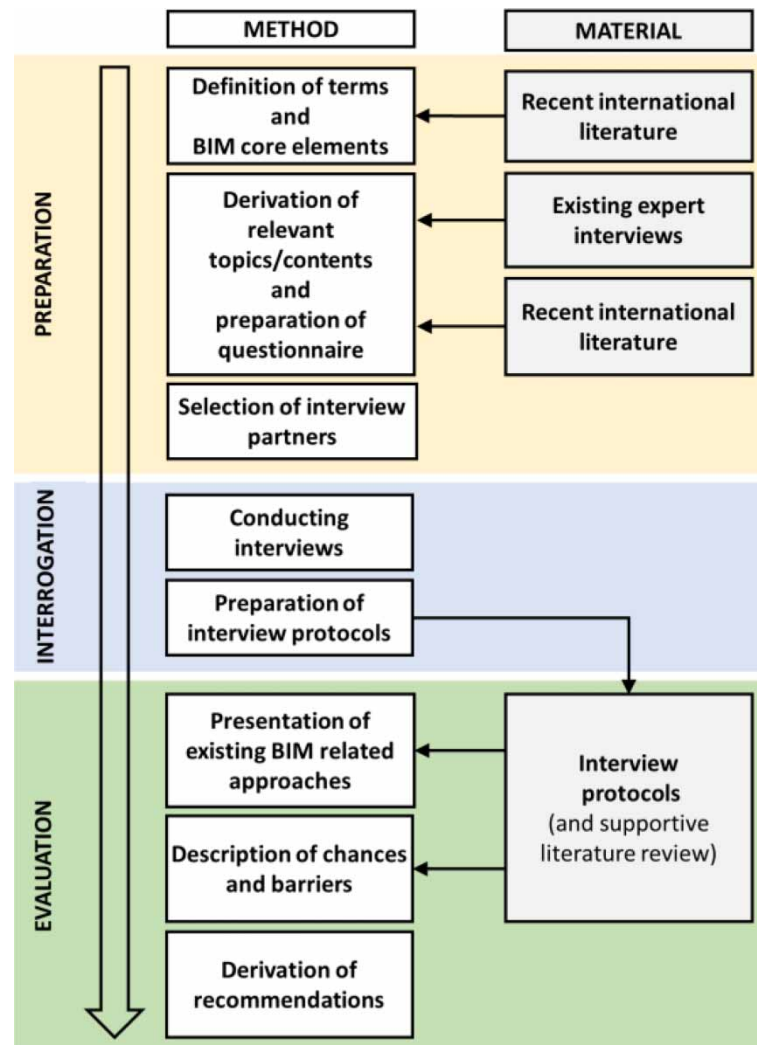 METHOD
MATERIAL
PREPARATION
Definition of terms
and
BIM core elements
Recent international
literature
Derivation of
relevant
topics/contents
and
preparation of
questionnaire
Existing expert
interviews
Recent international
literature
Selection of interview
partners
INTERROGATION
Conducting
interviews
Preparation of
interview protocols
EVALUATION
Presentation of
existing BIM related
approaches
Interview
protocols
(and supportive
literature review)
Description of chances
and barriers
Derivation of
recommendations